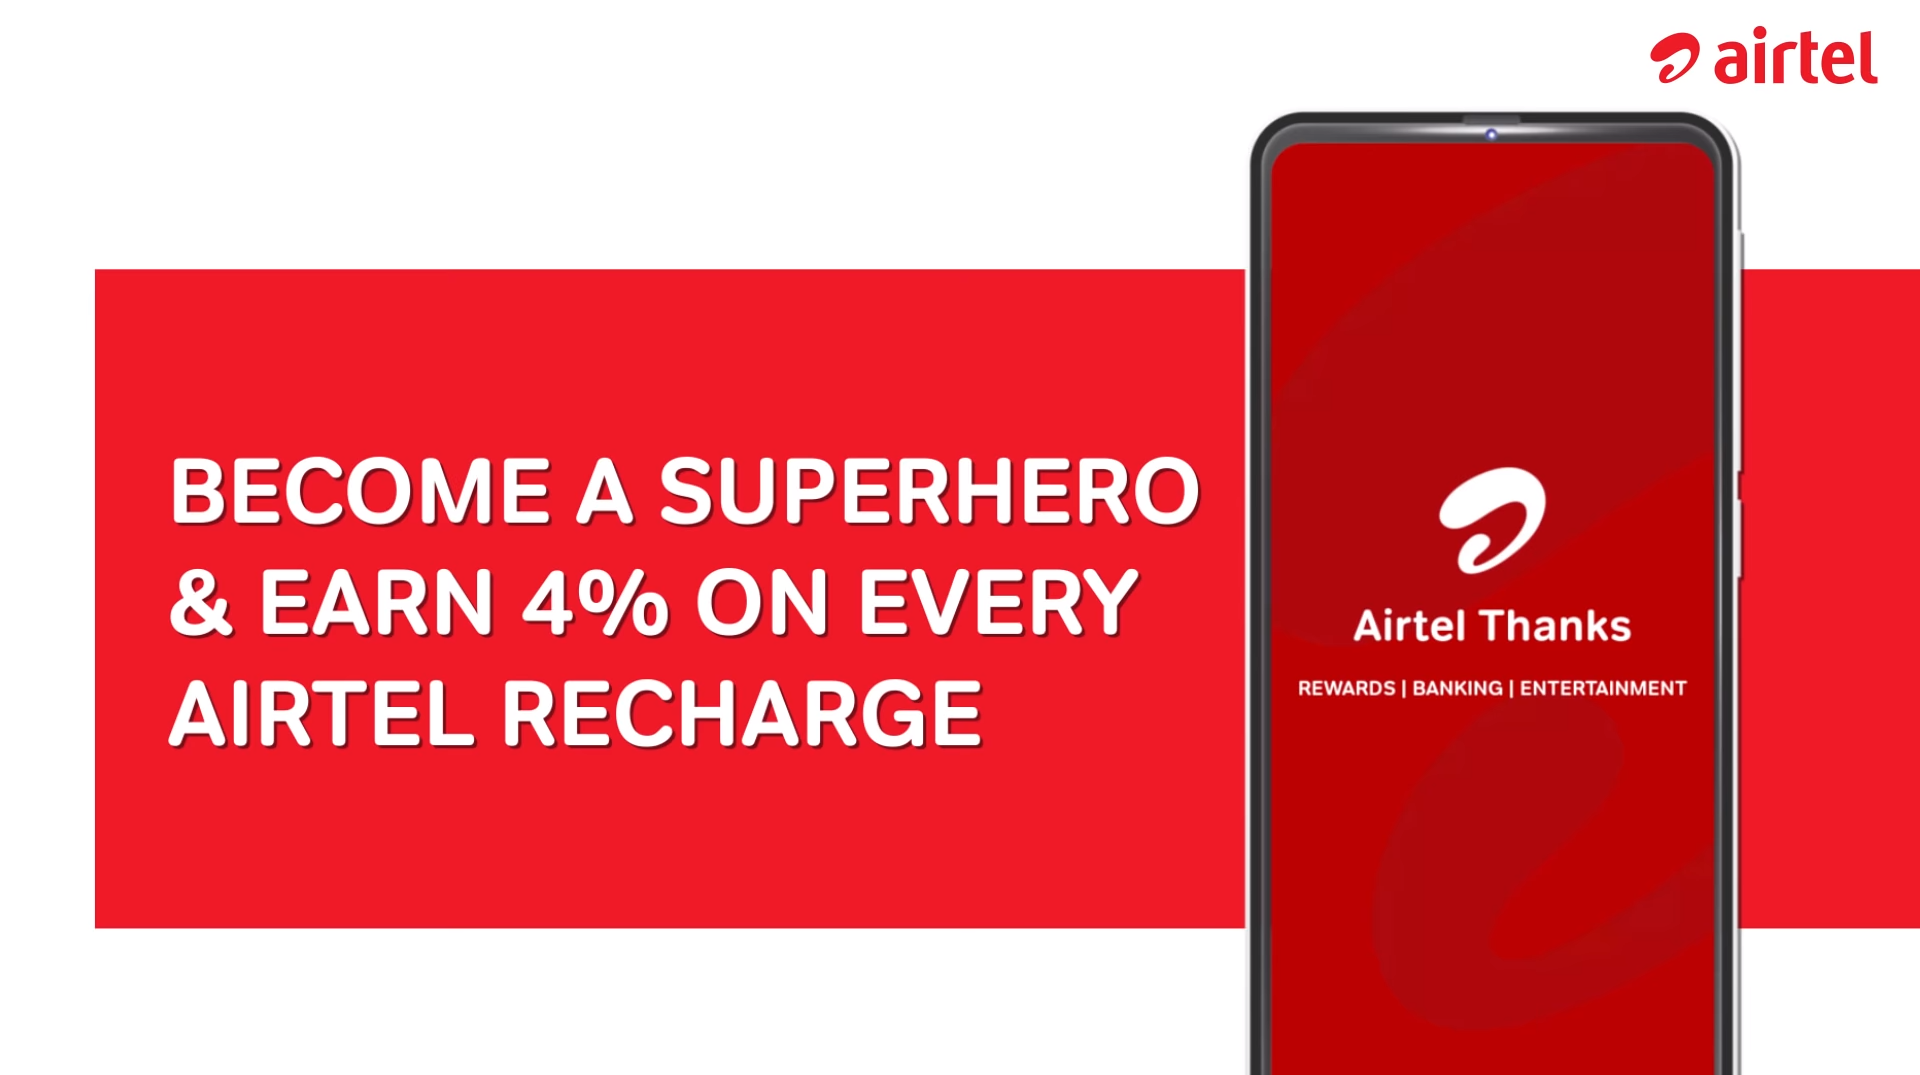 airtel
BECOME A SUPERHERO
& EARN 4% ON EVERY
AIRTEL RECHARGE
Airtel Thanks
REWARDS | BANKING | ENTERTAINMENT